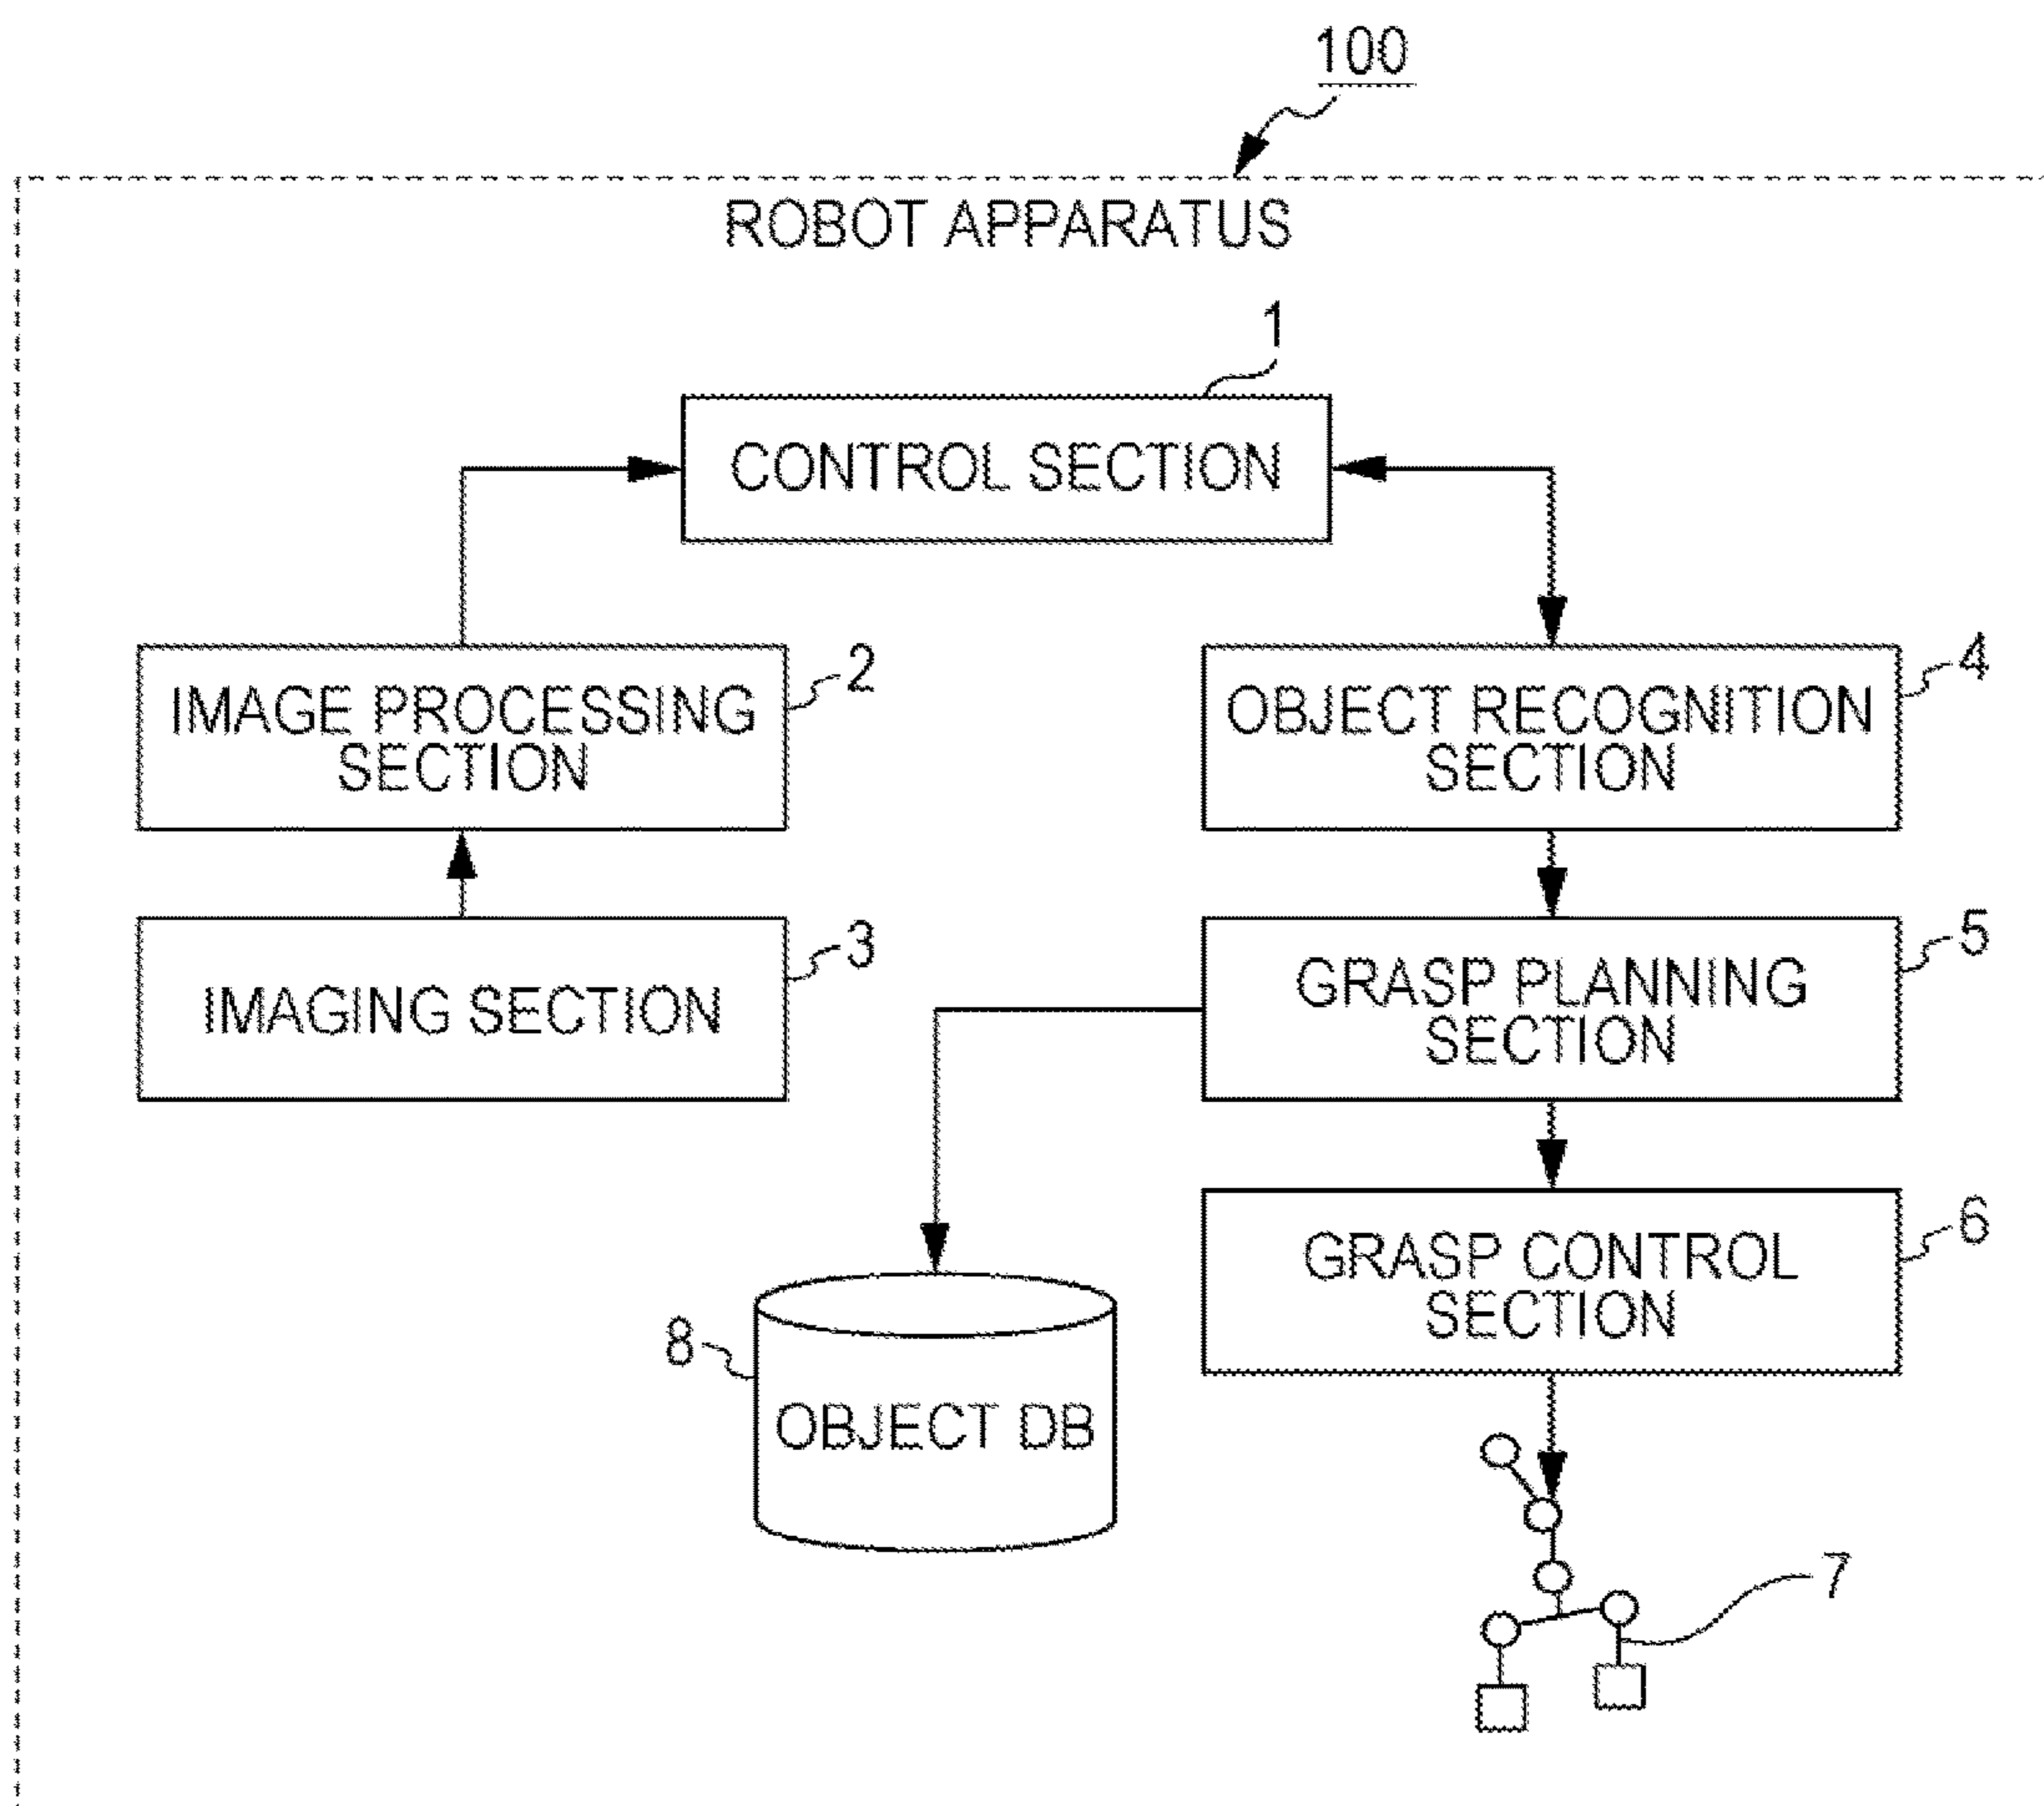 100
ROBOT APPARATUS
1
CONTROL SECTION
2
IMAGE PROCESSING
SECTION
4
OBJECT RECOGNITION
SECTION
3
IMAGING SECTION
5
GRASP PLANNING
SECTION
6
GRASP CONTROL
SECTION
8
OBJECT DB
7